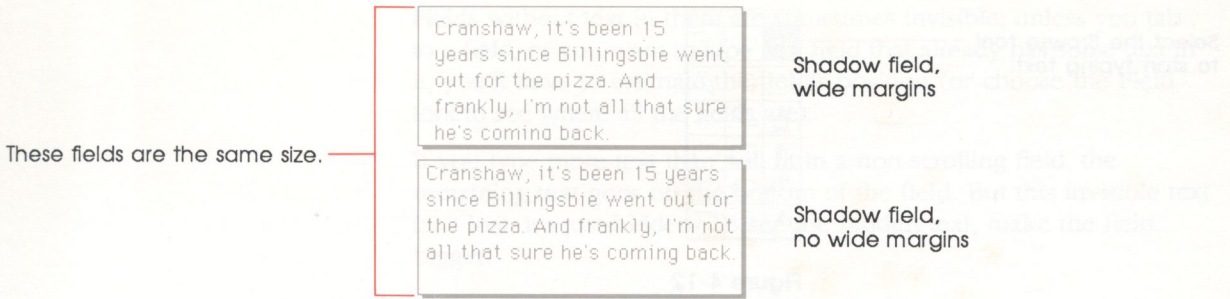 Cranshaw, it's been 15
years since Billingsbie went
out for the pizza. And
frankly, I'm not all that sure
he's coming back.
Shadow field,
wide margins
These fields are the same size.
Cranshaw, it's been 15 years
since Billingsbie went out for
the pizza. And frankly, I'm not
all that sure he's coming back.
Shadow field,
no wide margins